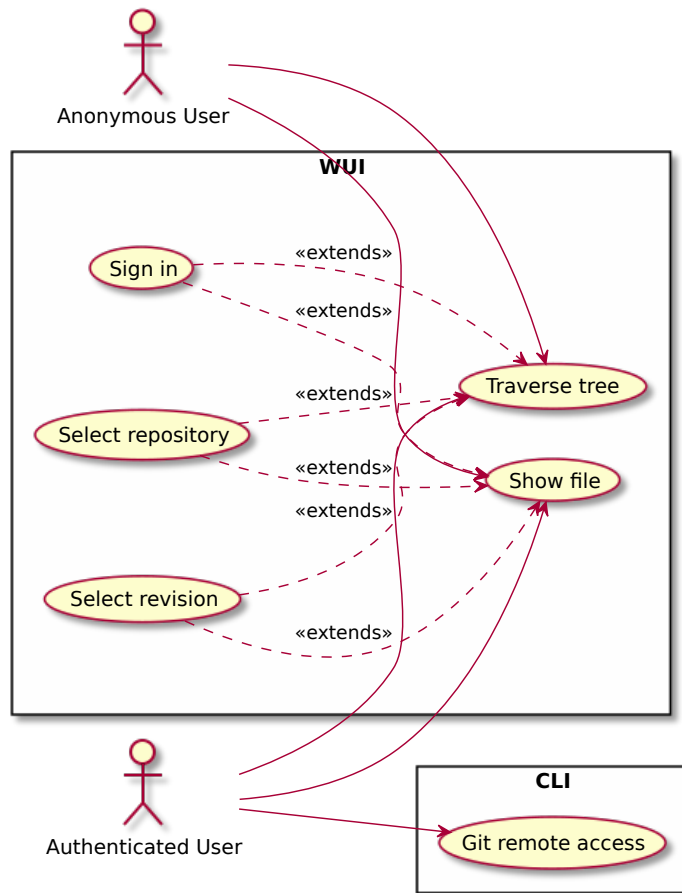 Anonymous User
WUI
«extends»
Sign in
«extends»
Traverse tree
«extends»
Select repository
«extends»
Show file
«extends»
Select revision
«extends»
Authenticated User
CLI
Git remote access